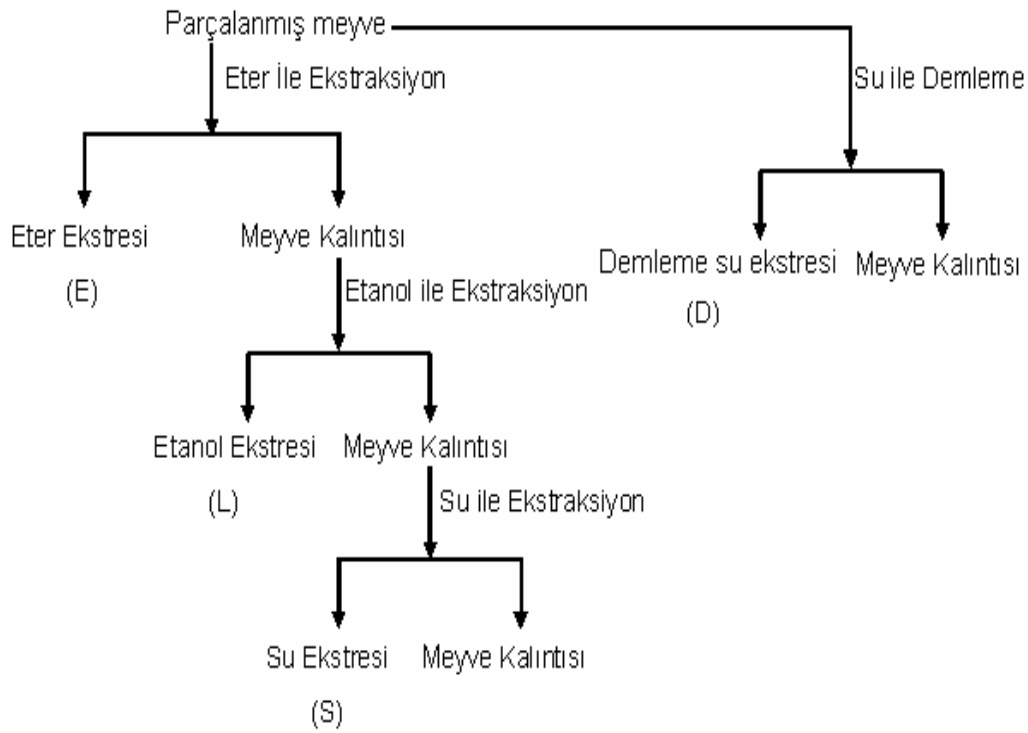 Parçalanmış meyve
Eter İle Ekstraksiyon
Su ile Demleme
Eter Ekstresi
Meyve Kalıntısı
Demleme su ekstresi
Meyve Kalıntısı
(E)
Etanol ile Ekstraksiyon
(D)
Etanol Ekstresi
Meyve Kalıntısı
(L)
Su ile Ekstraksiyon
Su Ekstresi
Meyve Kalıntısı
(S)